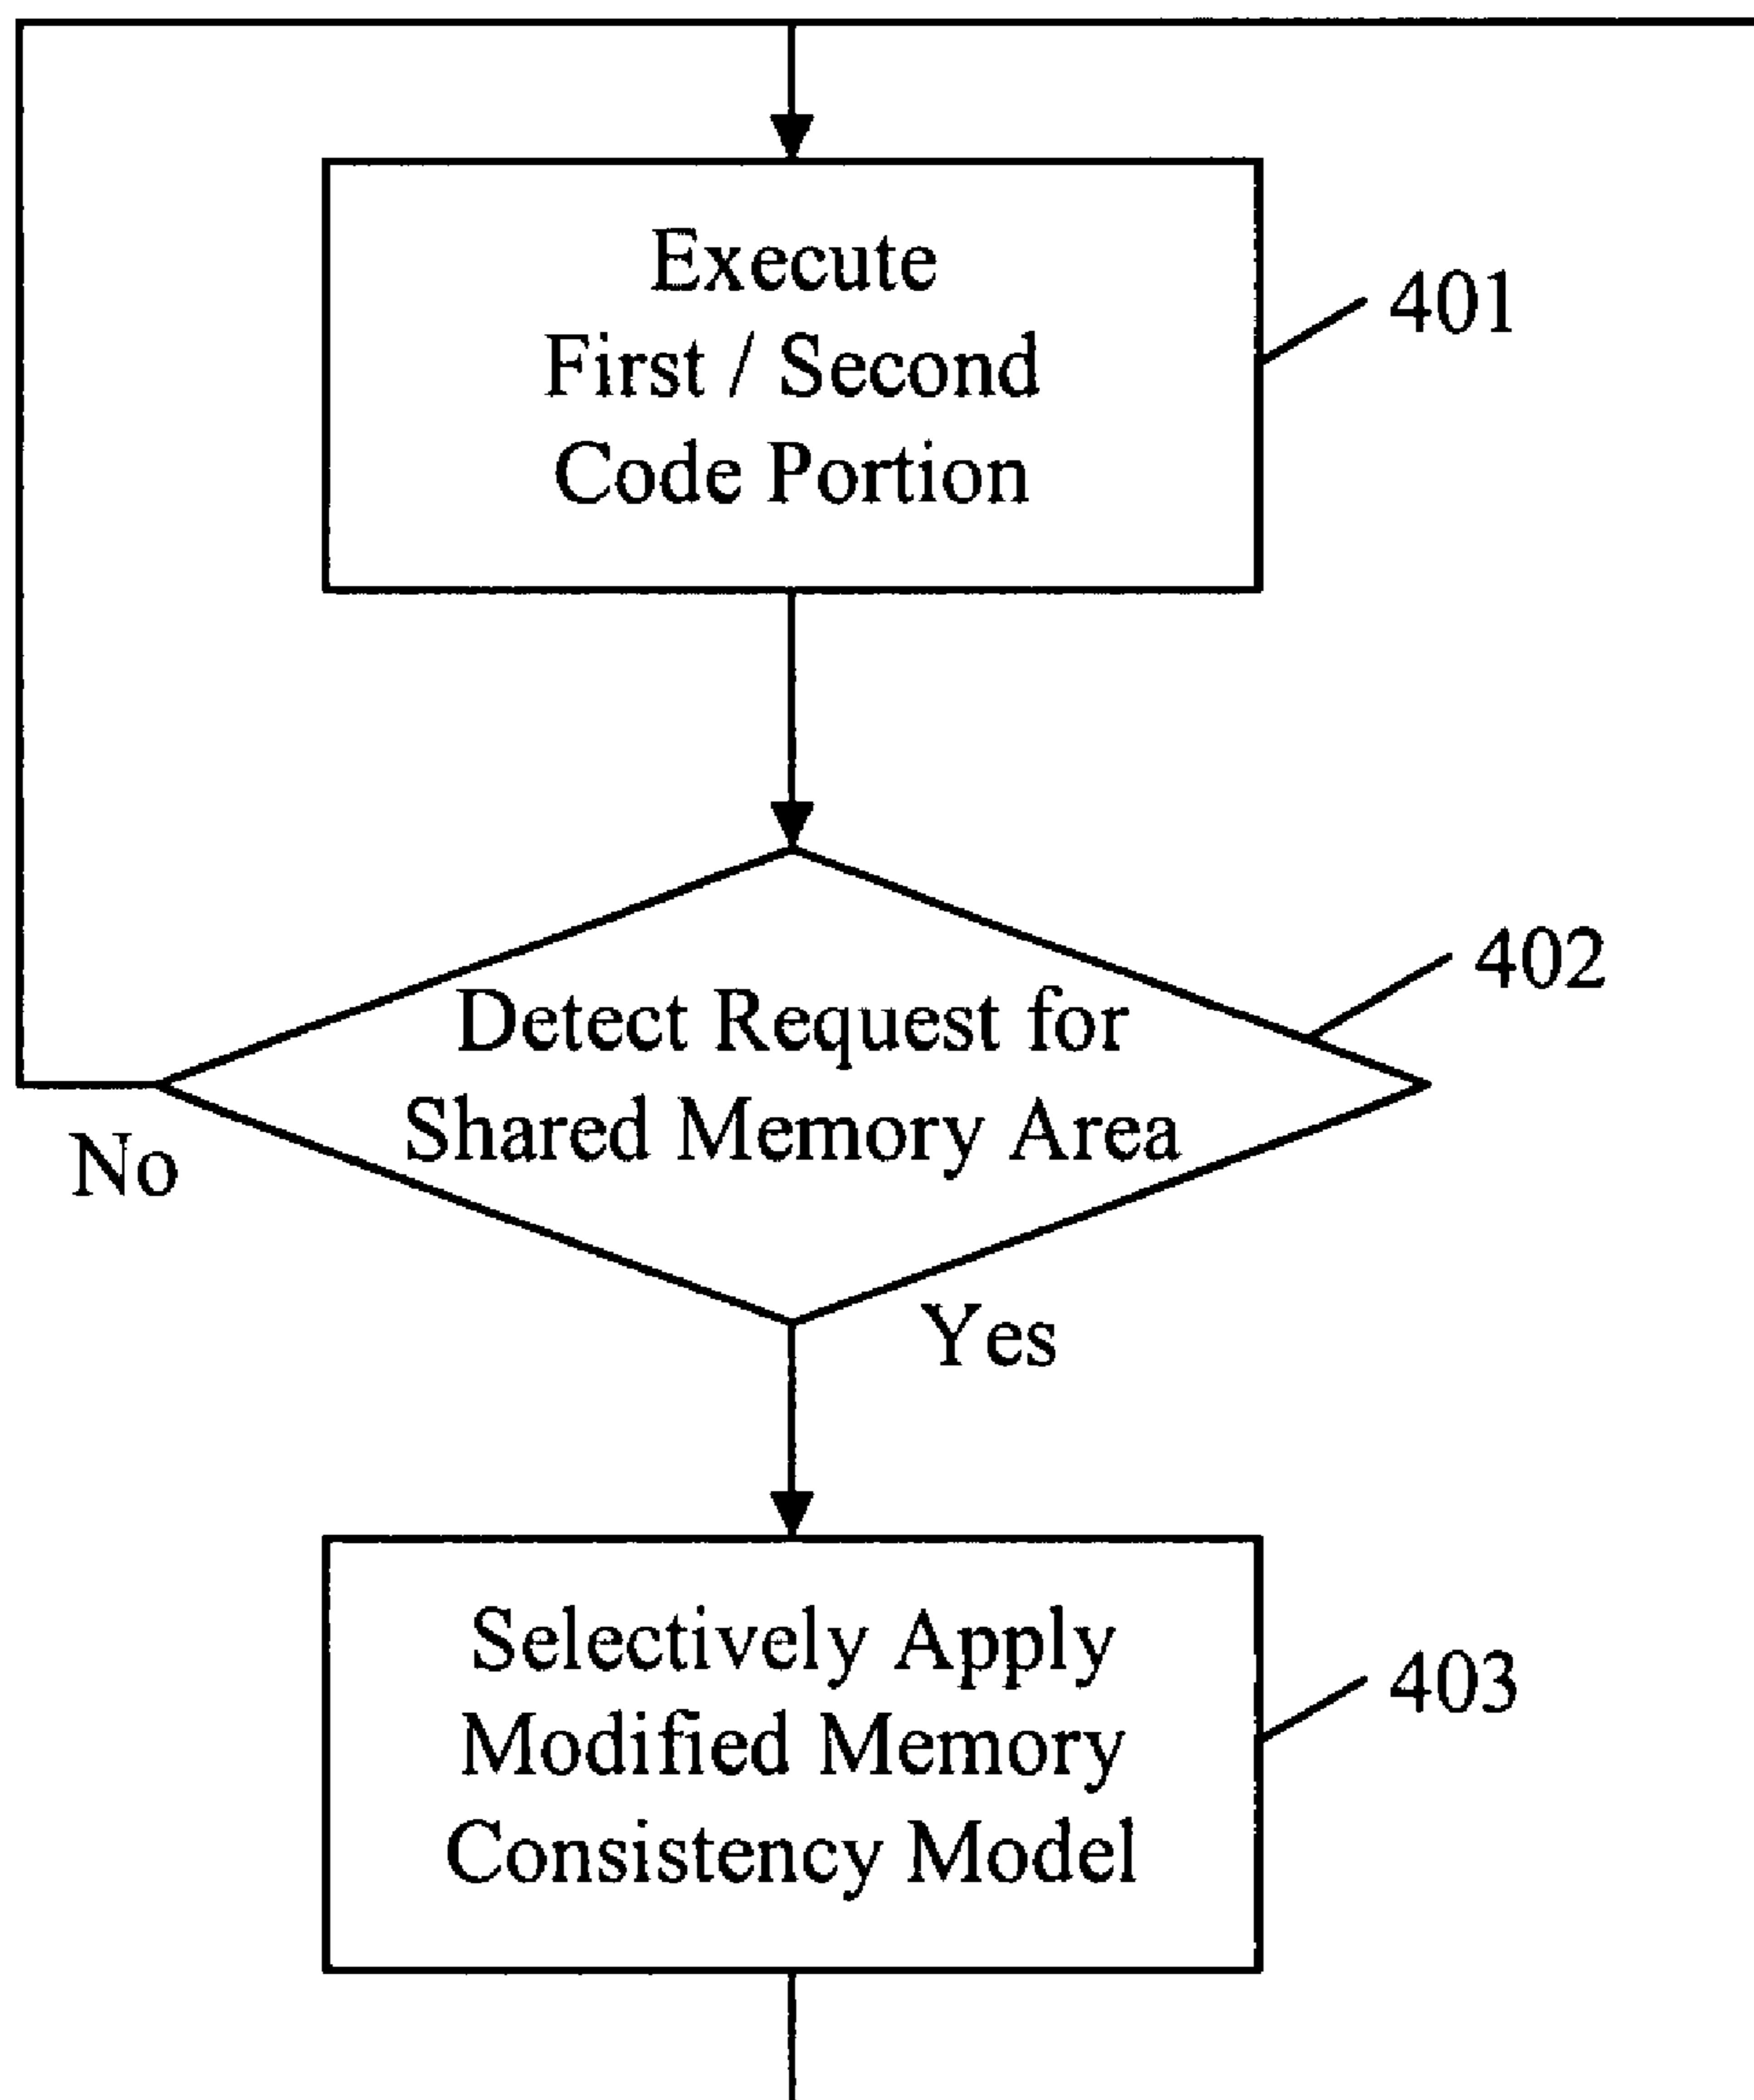 Execute
First / Second
Code Portion
401
Detect Request for
Shared Memory Area
402
No
Yes
Selectively Apply
Modified Memory
Consistency Model
403